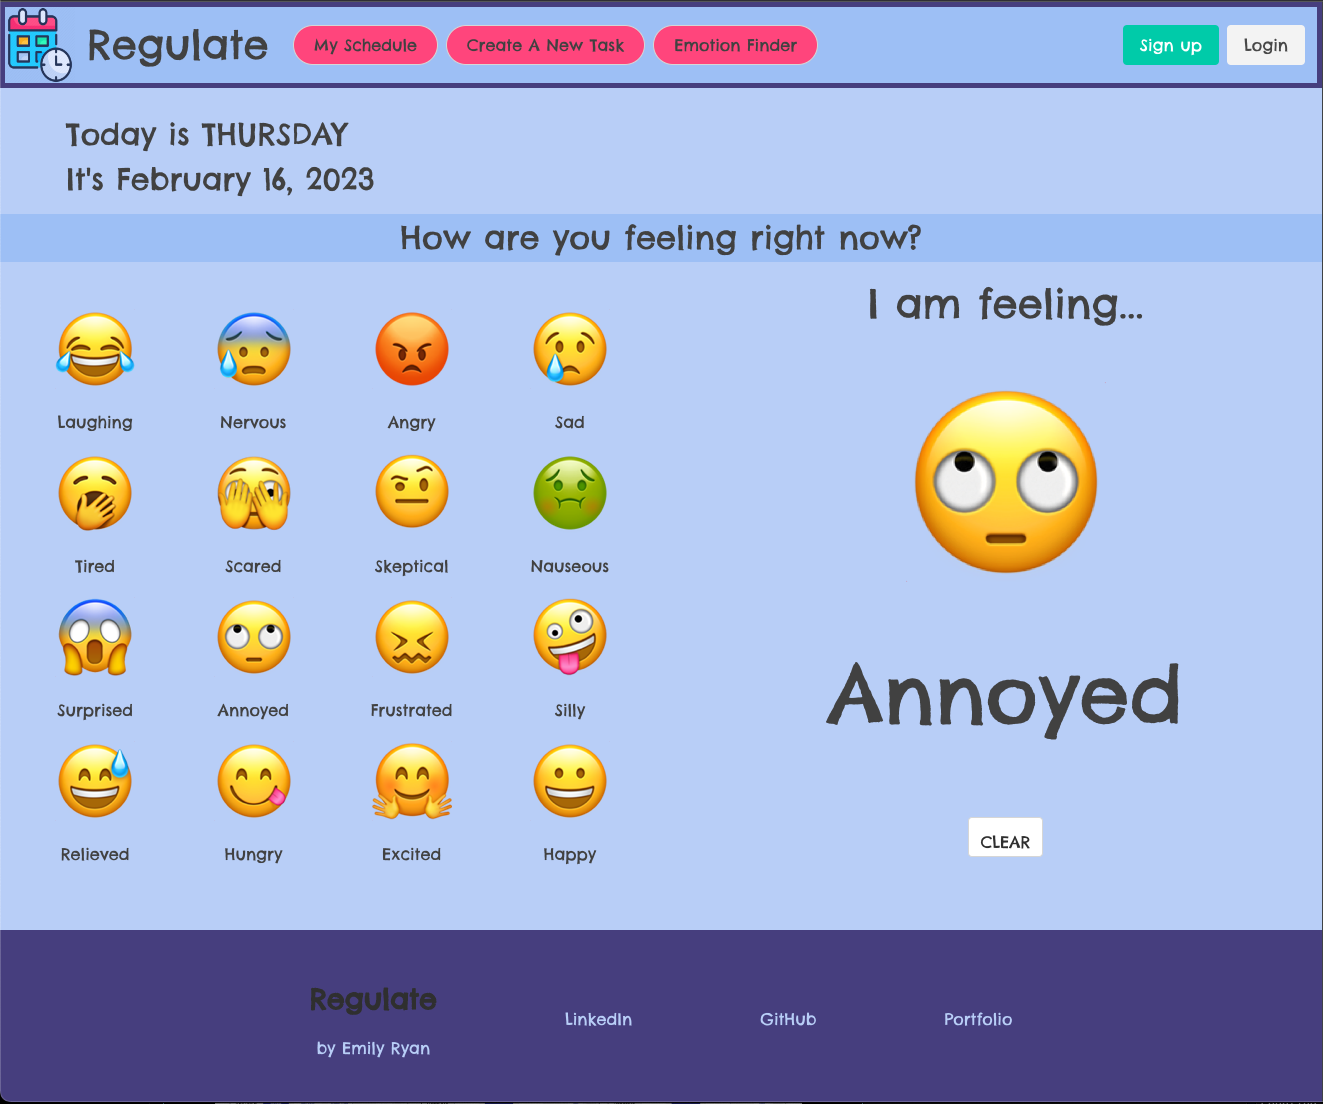 Regulate
My Schedule
Create A New Task
Emotion Finder
Sign up
Login
Today is THURSDAY
It's February 16, 2023
How are you feeling right now?
Laughing
Nervous
Angry
Sad
Tired
Scared
Skeptical
Nauseous
Surprised
Annoyed
Frustrated
Silly
Relieved
Hungry
Excited
Happy
I am feeling...
Annoyed
CLEAR
Regulate
by Emily Ryan
LinkedIn
GitHub
Portfolio